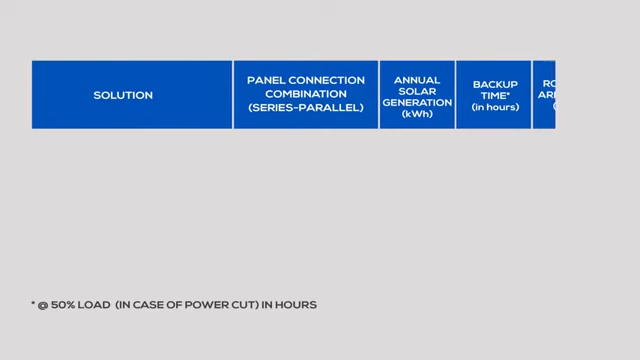 SOLUTION
PANEL CONNECTION
COMBINATION
(SERIES-PARALLEL)
ANNUAL
SOLAR
GENERATION
(kWh)
BACKUP
TIME*
(in hours)
* @ 50% LOAD (IN CASE OF POWER CUT) IN HOURS